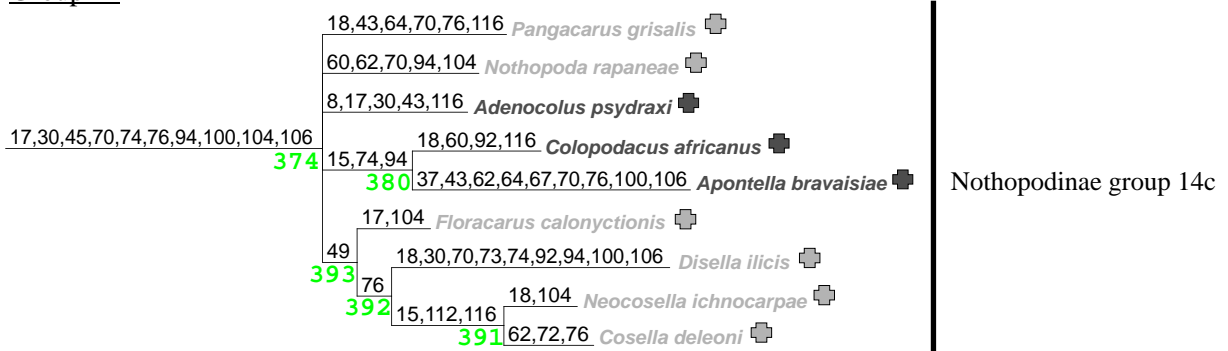 18,43,64,70,76,116 Pangacarus grisalis
60,62,70,94,104 Nothopoda rapaneae
8,17,30,43,116 Adenocolus psydraxi
17,30,45,70,74,76,94,100,104,106
374
15,74,94
18,60,92,116 Colopodacus africanus
380
37,43,62,64,67,70,76,100,106 Apontella bravaisiae
Nothopodinae group 14c
17,104 Floracarus calonyctionis
49
393
18,30,70,73,74,92,94,100,106 Disella ilicis
76
392
18,104 Neocosella ichnocarpae
15,112,116
391
62,72,76 Cosella deleoni